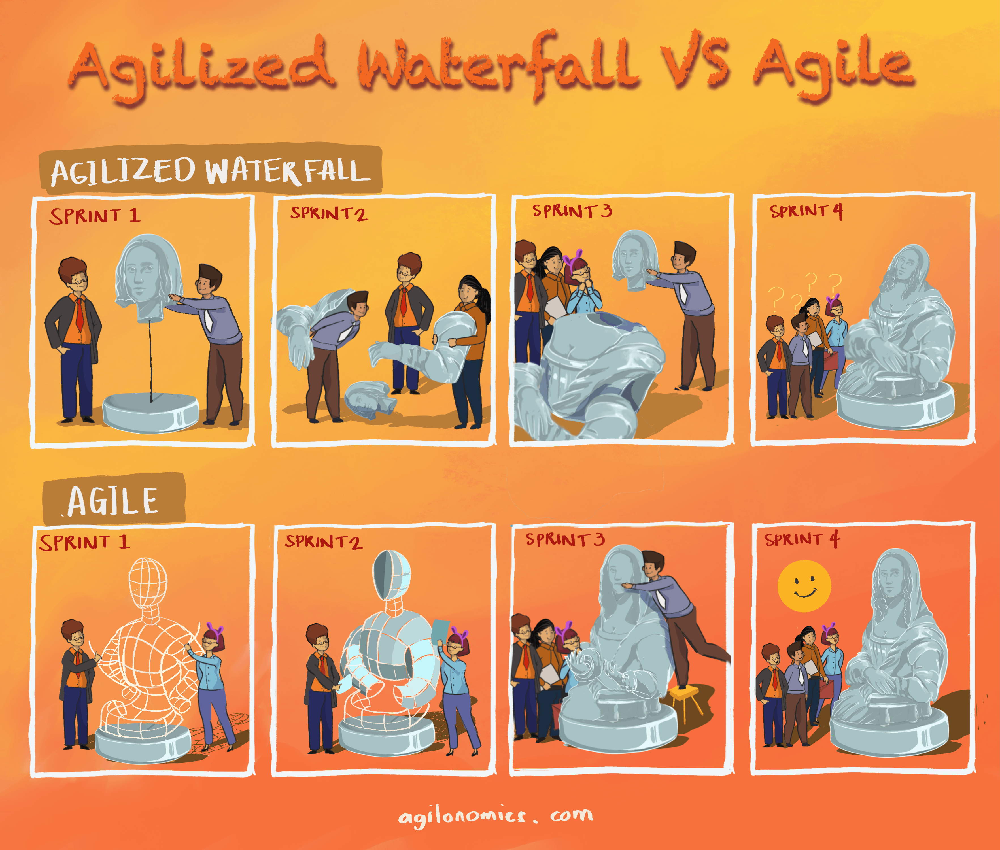 Agilized Waterfall VS Agile
AGILIZED WATERFALL
SPRINT 1
SPRINT 2
SPRINT 3
SPRINT 4
? ? ? ?
AGILE
SPRINT 1
SPRINT 2
SPRINT 3
SPRINT 4
agilonomics.com